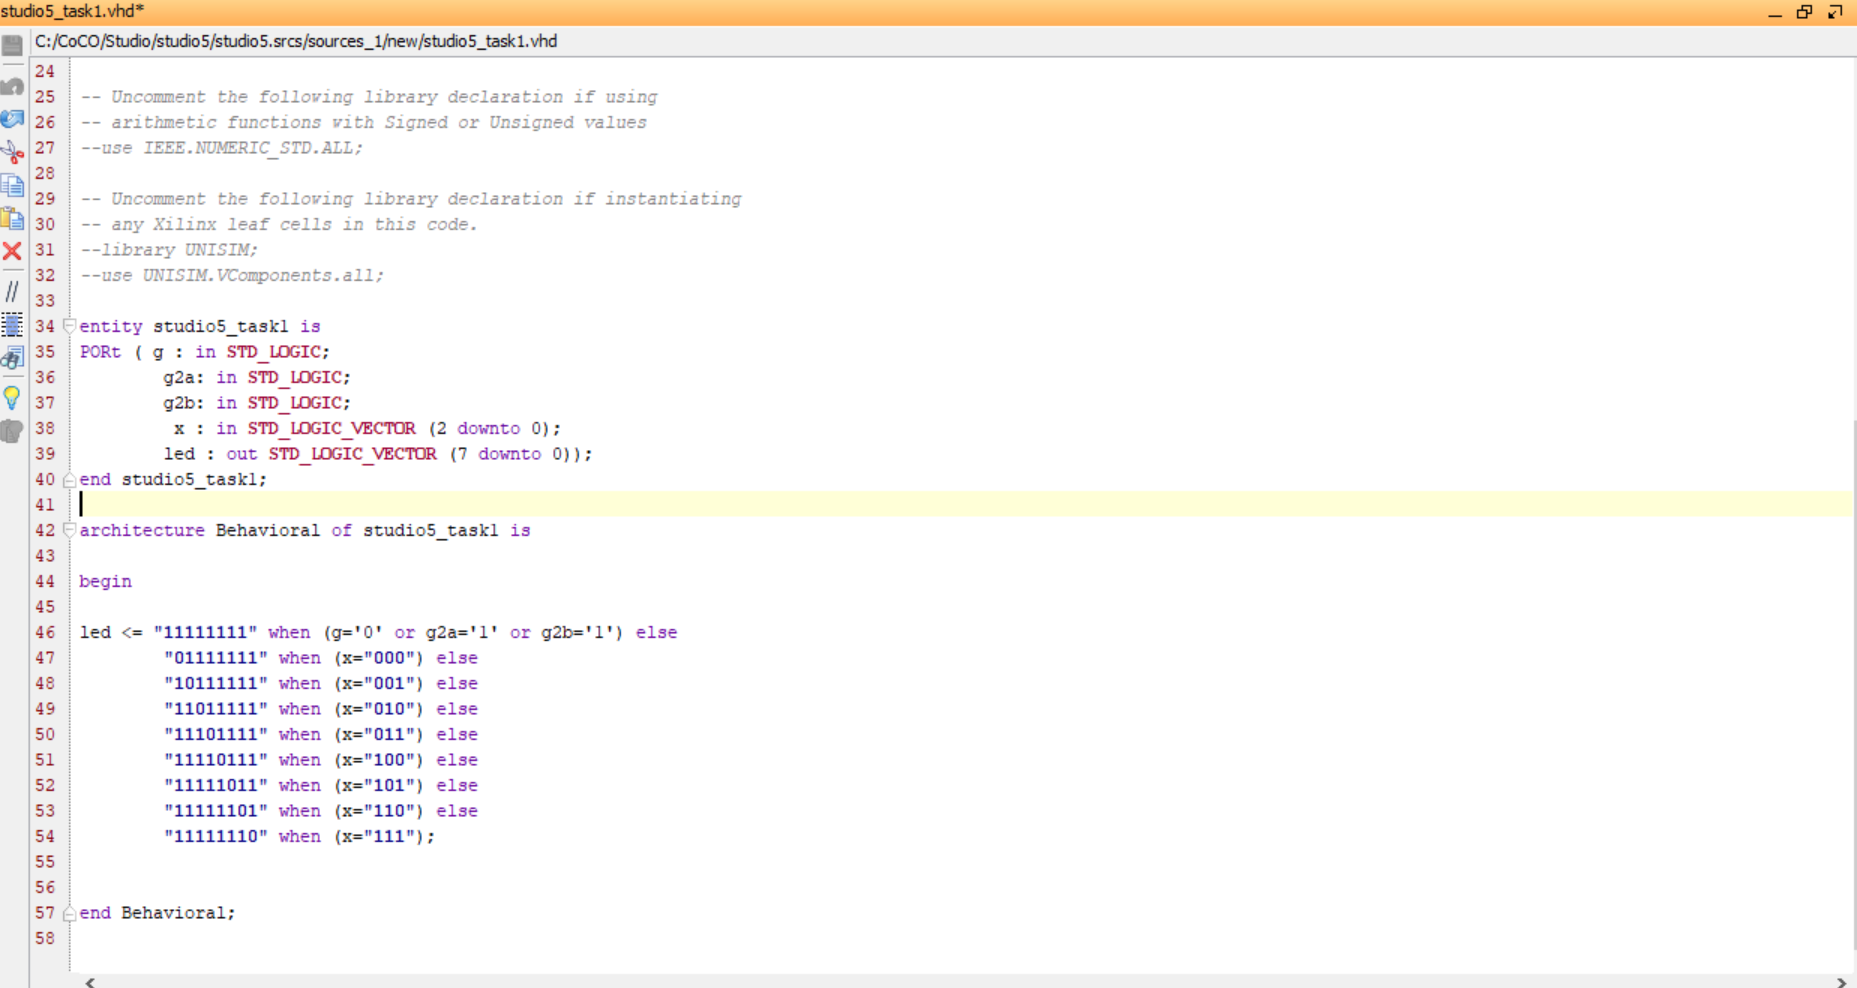 studio5_task1.vhd*
C:/CoCO/Studio/studio5/studio5.srcs/sources_1/new/studio5_task1.vhd
24
25 -- Uncomment the following library declaration if using
26 -- arithmetic functions with Signed or Unsigned values
27 --use IEEE.NUMERIC_STD.ALL;
28
29 -- Uncomment the following library declaration if instantiating
30 -- any Xilinx leaf cells in this code.
31 --library UNISIM;
32 --use UNISIM.VComponents.all;
33
34 entity studio5_task1 is
35 PORt ( g : in STD_LOGIC;
36 g2a: in STD_LOGIC;
37 g2b: in STD_LOGIC;
38 x : in STD_LOGIC_VECTOR (2 downto 0);
39 led : out STD_LOGIC_VECTOR (7 downto 0));
40 end studio5_task1;
41
42 architecture Behavioral of studio5_task1 is
43
44 begin
45
46 led <= "11111111" when (g='0' or g2a='1' or g2b='1') else
47 "01111111" when (x="000") else
48 "10111111" when (x="001") else
49 "11011111" when (x="010") else
50 "11101111" when (x="011") else
51 "11110111" when (x="100") else
52 "11111011" when (x="101") else
53 "11111101" when (x="110") else
54 "11111110" when (x="111");
55
56
57 end Behavioral;
58